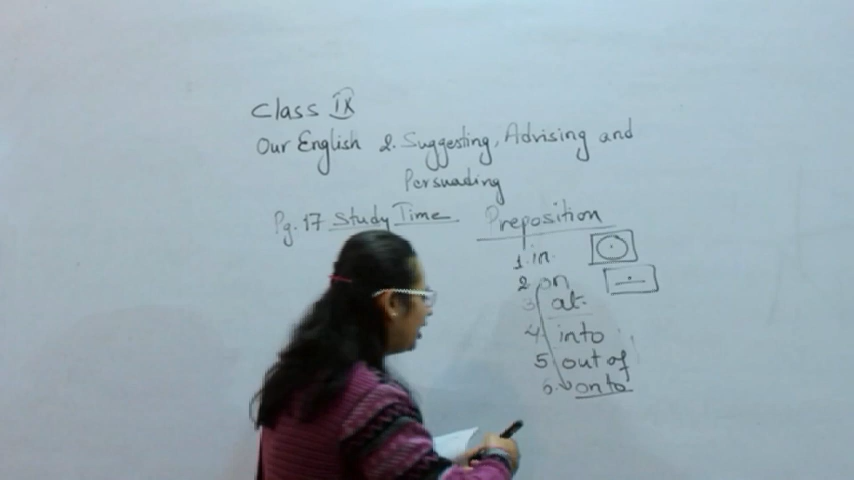 Class IX
Our English 2. Suggesting, Advising and
Persuading
Pg. 17 Study Time Preposition
1. in
2. on
3 at
4 into
5 out of
6. onto